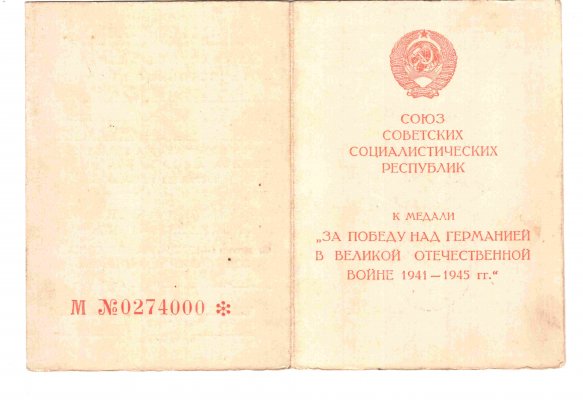 М №0274000 *
СОЮЗ
СОВЕТСКИХ
СОЦИАЛИСТИЧЕСКИХ
РЕСПУБЛИК
К МЕДАЛИ
„ЗА ПОБЕДУ НАД ГЕРМАНИЕЙ
В ВЕЛИКОЙ ОТЕЧЕСТВЕННОЙ
ВОЙНЕ 1941—1945 гг.“